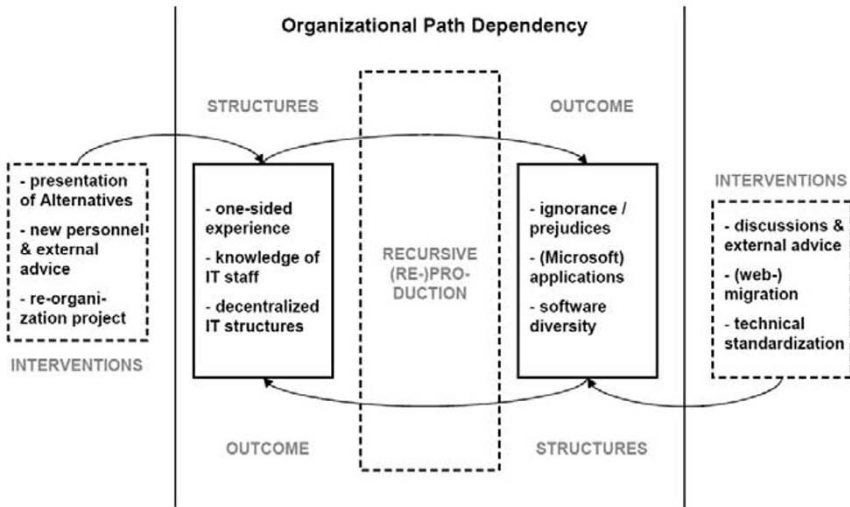 Organizational Path Dependency
STRUCTURES
OUTCOME
- presentation
of Alternatives
- new personnel
& external
advice
- re-organi-
zation project
INTERVENTIONS
- one-sided
experience
- knowledge of
IT staff
- decentralized
IT structures
RECURSIVE
(RE-)PRO-
DUCTION
- ignorance /
prejudices
- (Microsoft)
applications
- software
diversity
INTERVENTIONS
- discussions &
external advice
- (web-)
migration
- technical
standardization
OUTCOME
STRUCTURES